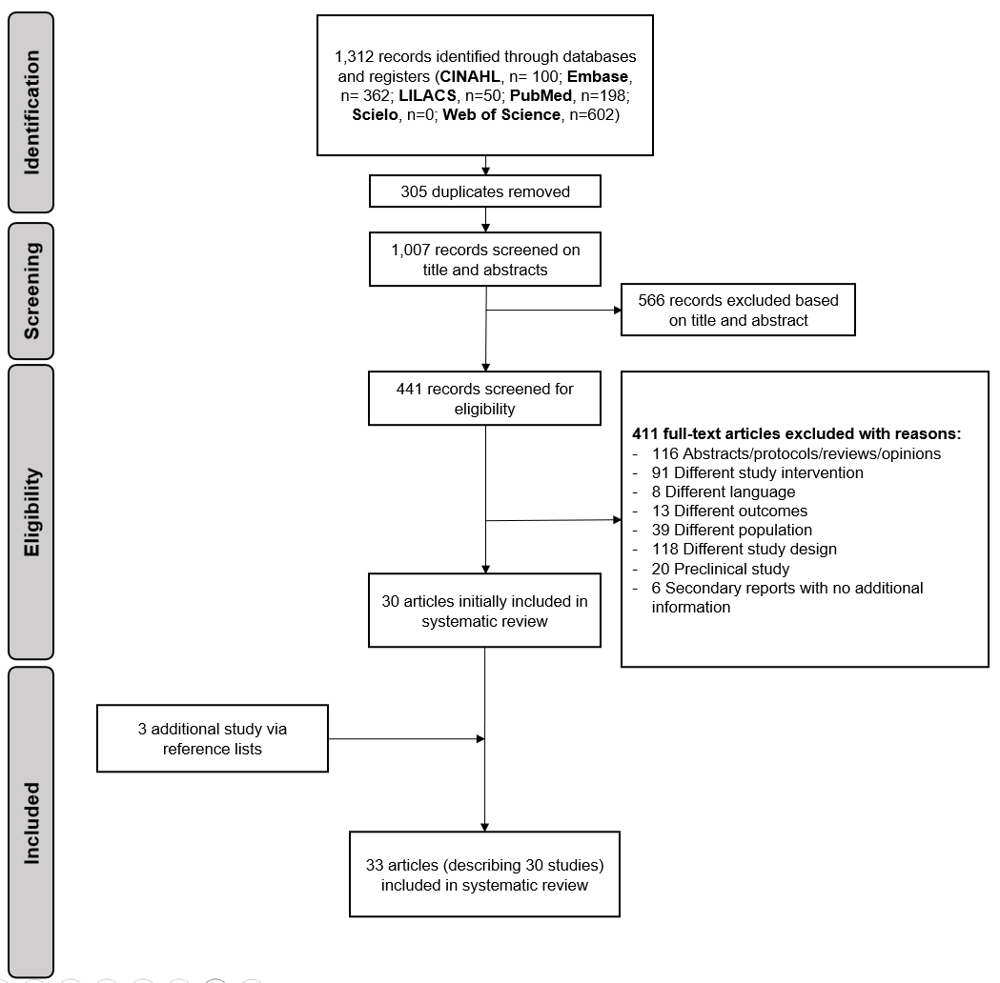 Identification
1,312 records identified through databases
and registers (CINAHL, n= 100; Embase,
n= 362; LILACS, n=50; PubMed, n=198;
Scielo, n=0; Web of Science, n=602)
305 duplicates removed
Screening
1,007 records screened on
title and abstracts
566 records excluded based
on title and abstract
Eligibility
441 records screened for
eligibility
411 full-text articles excluded with reasons:
- 116 Abstracts/protocols/reviews/opinions
- 91 Different study intervention
- 8 Different language
- 13 Different outcomes
- 39 Different population
- 118 Different study design
- 20 Preclinical study
- 6 Secondary reports with no additional
information
30 articles initially included in
systematic review
Included
3 additional study via
reference lists
33 articles (describing 30 studies)
included in systematic review